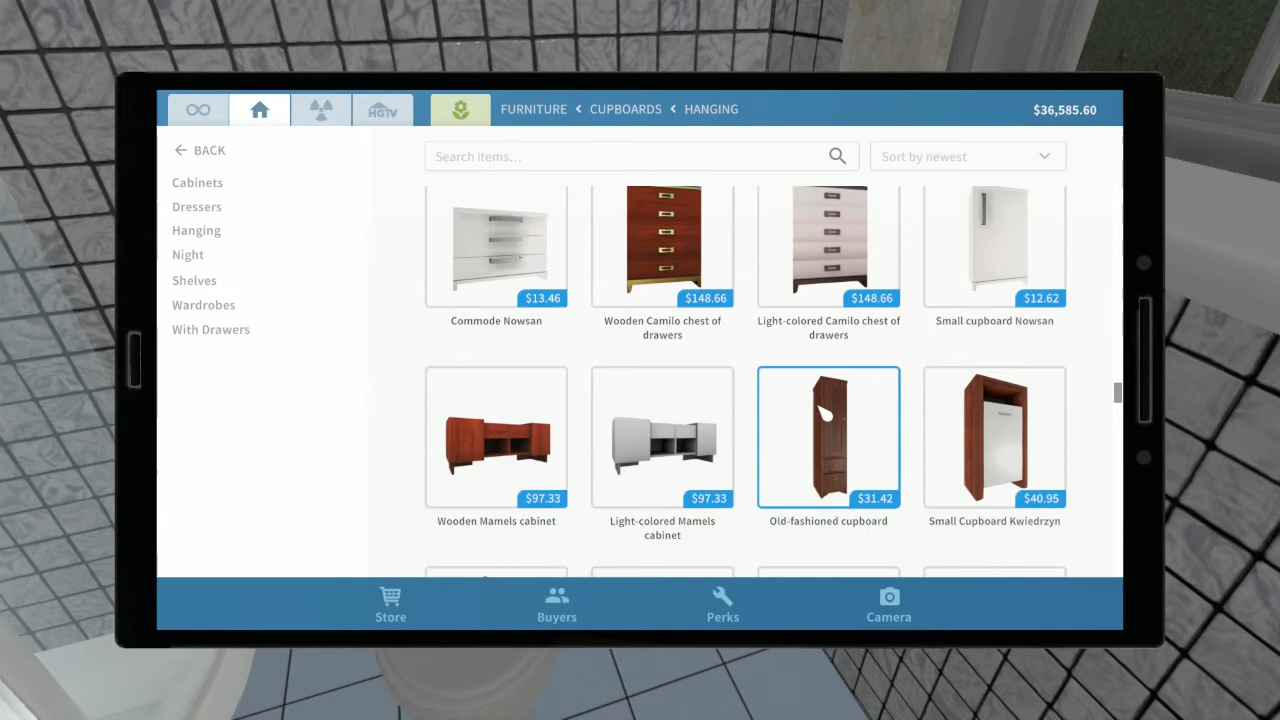 HGTV
FURNITURE < CUPBOARDS < HANGING
$36,585.60
BACK
Search items...
Sort by newest
Cabinets
Dressers
Hanging
Night
Shelves
Wardrobes
With Drawers
$13.46
$148.66
$148.66
$12.62
Commode Nowsan
Wooden Camilo chest of
drawers
Light-colored Camilo chest of
drawers
Small cupboard Nowsan
$97.33
$97.33
$31.42
$40.95
Wooden Mamels cabinet
Light-colored Mamels
cabinet
Old-fashioned cupboard
Small Cupboard Kwiedrzyn
Store
Buyers
Perks
Camera